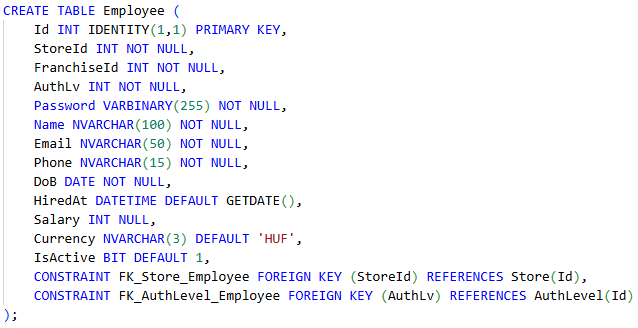 CREATE TABLE Employee (
    Id INT IDENTITY(1,1) PRIMARY KEY,
    StoreId INT NOT NULL,
    FranchiseId INT NOT NULL,
    AuthLv INT NOT NULL,
    Password VARBINARY(255) NOT NULL,
    Name NVARCHAR(100) NOT NULL,
    Email NVARCHAR(50) NOT NULL,
    Phone NVARCHAR(15) NOT NULL,
    DoB DATE NOT NULL,
    HiredAt DATETIME DEFAULT GETDATE(),
    Salary INT NULL,
    Currency NVARCHAR(3) DEFAULT 'HUF',
    IsActive BIT DEFAULT 1,
    CONSTRAINT FK_Store_Employee FOREIGN KEY (StoreId) REFERENCES Store(Id),
    CONSTRAINT FK_AuthLevel_Employee FOREIGN KEY (AuthLv) REFERENCES AuthLevel(Id)
);